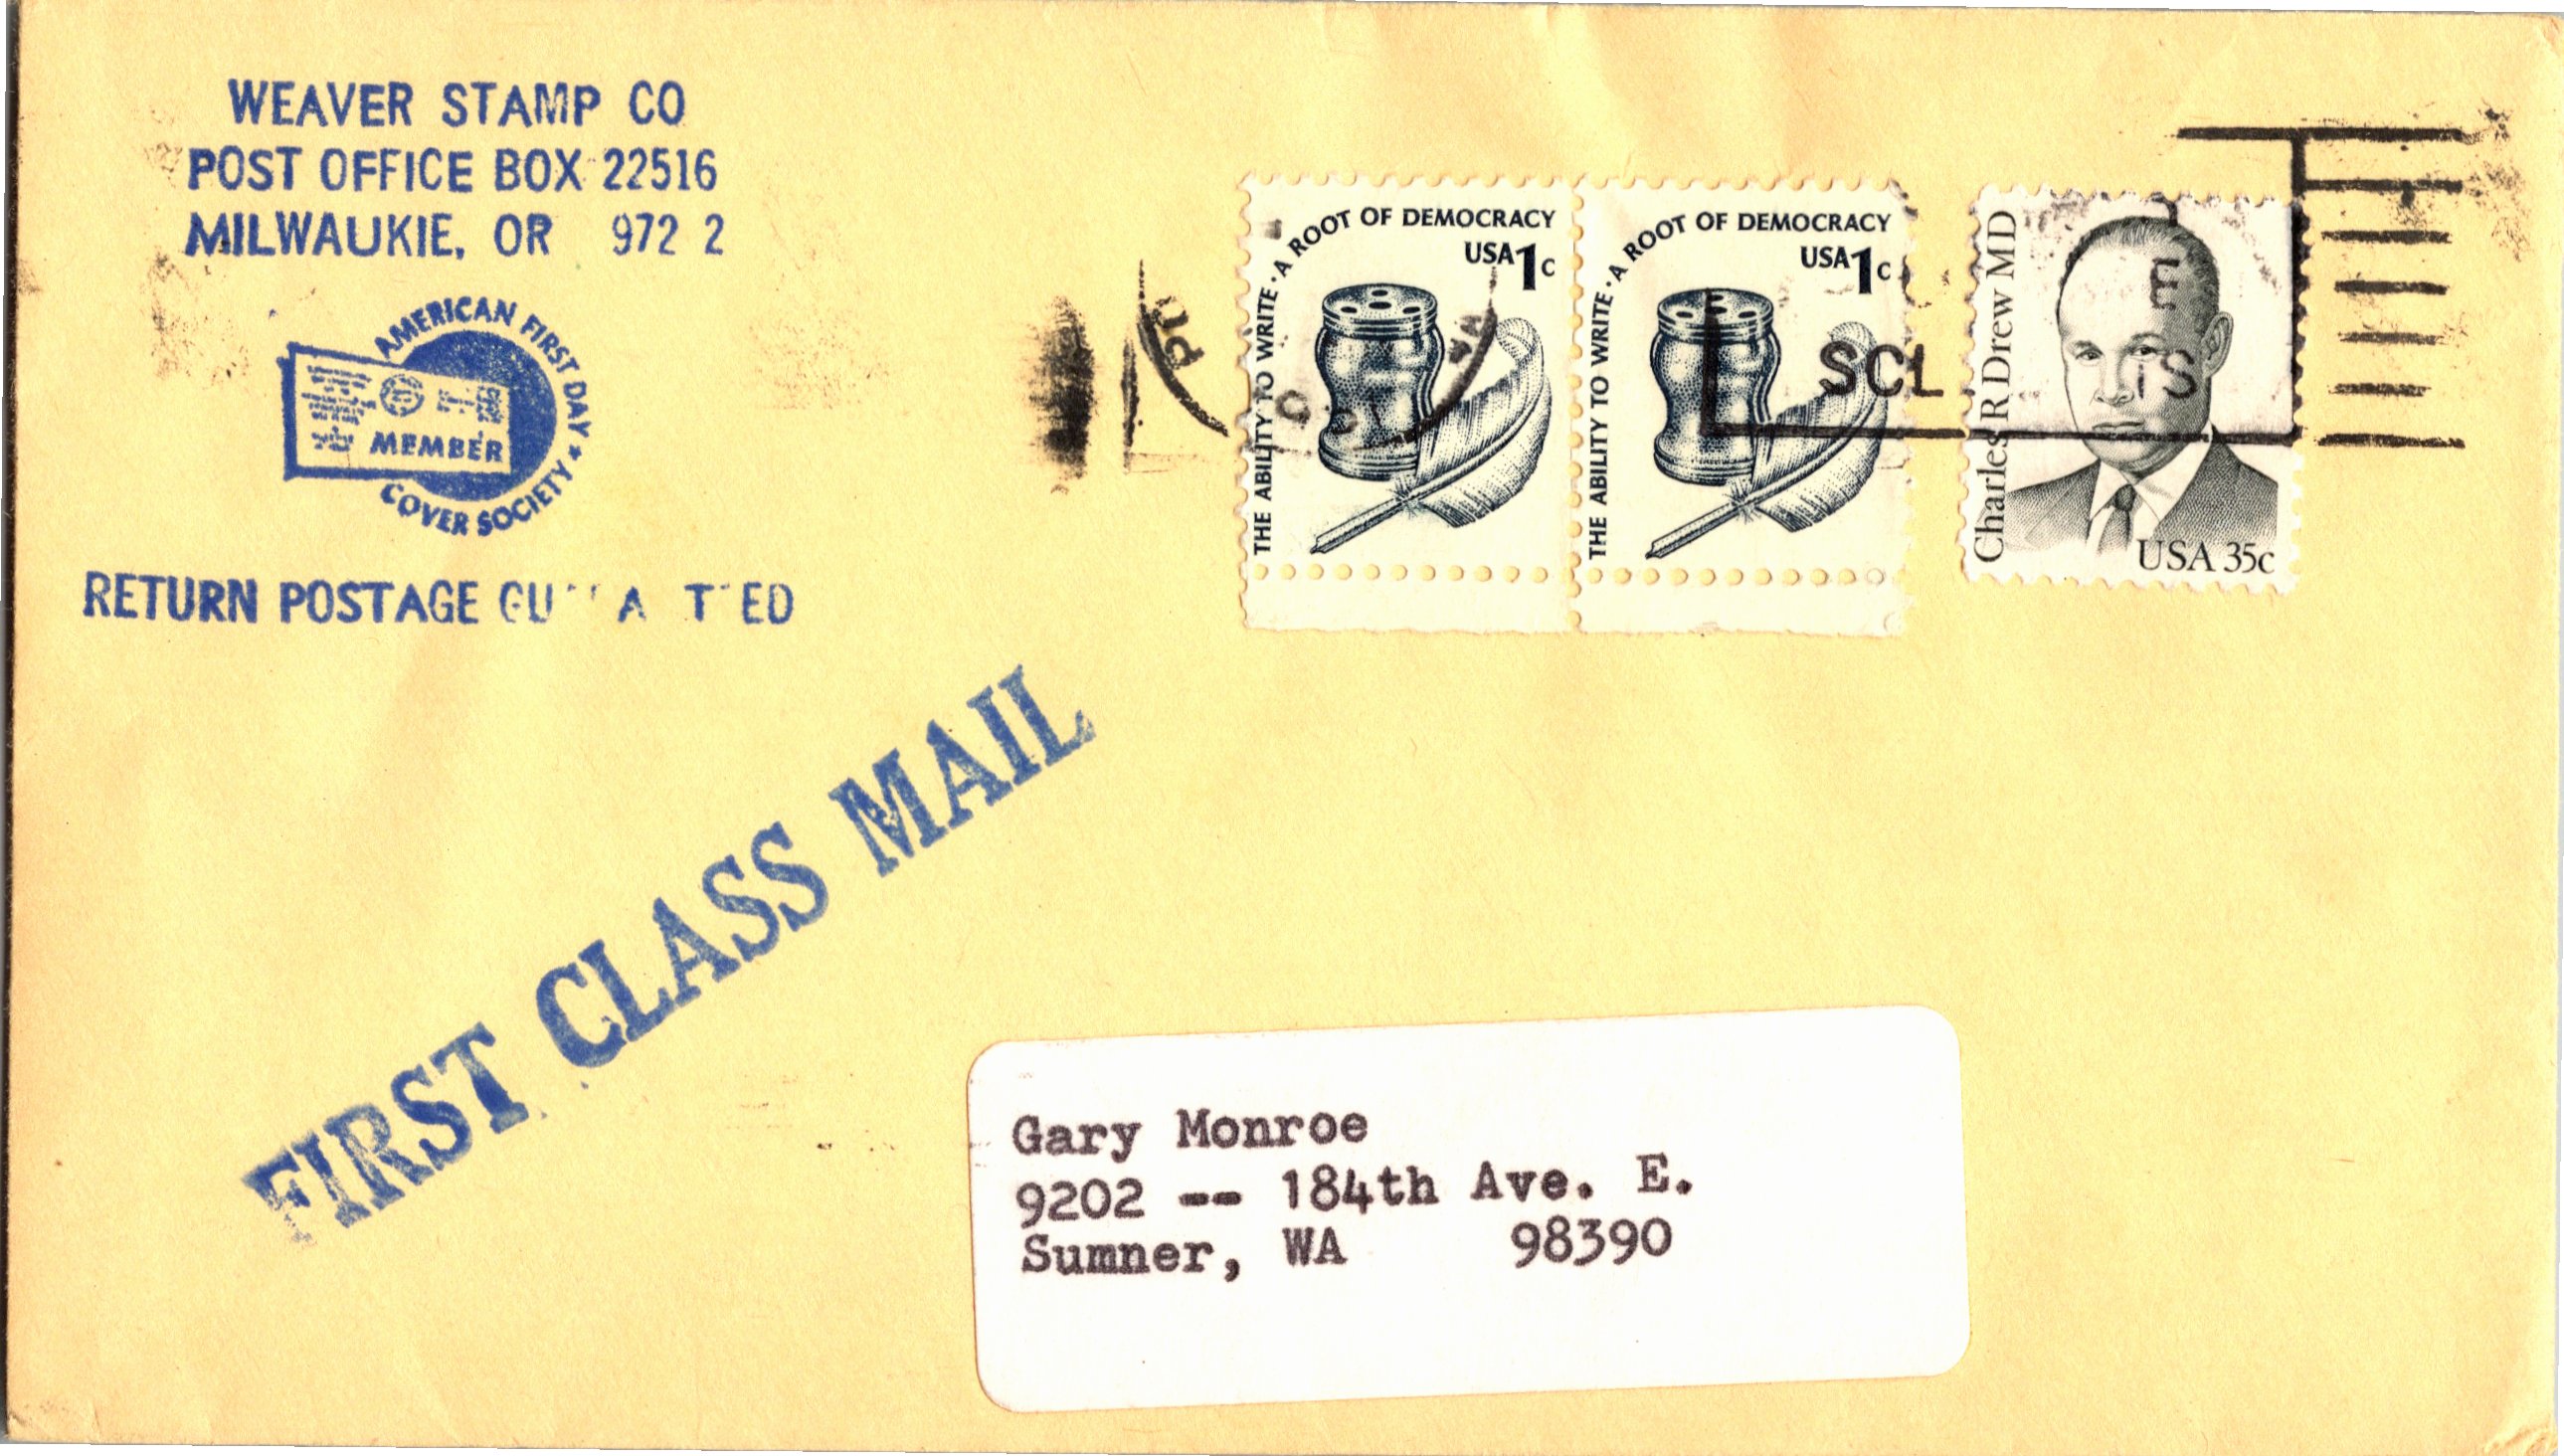 WEAVER STAMP CO
POST OFFICE BOX 22516
MILWAUKIE, OR 972 2
AMERICAN FIRST DAY
COVER SOCIETY
MEMBER
RETURN POSTAGE
FIRST CLASS MAIL
THE ABILITY TO WRITE · A ROOT OF DEMOCRACY
USA 1c
THE ABILITY TO WRITE · A ROOT OF DEMOCRACY
USA 1c
Charles R Drew MD
USA 35c
Gary Monroe
9202 -- 184th Ave. E.
Sumner, WA 98390